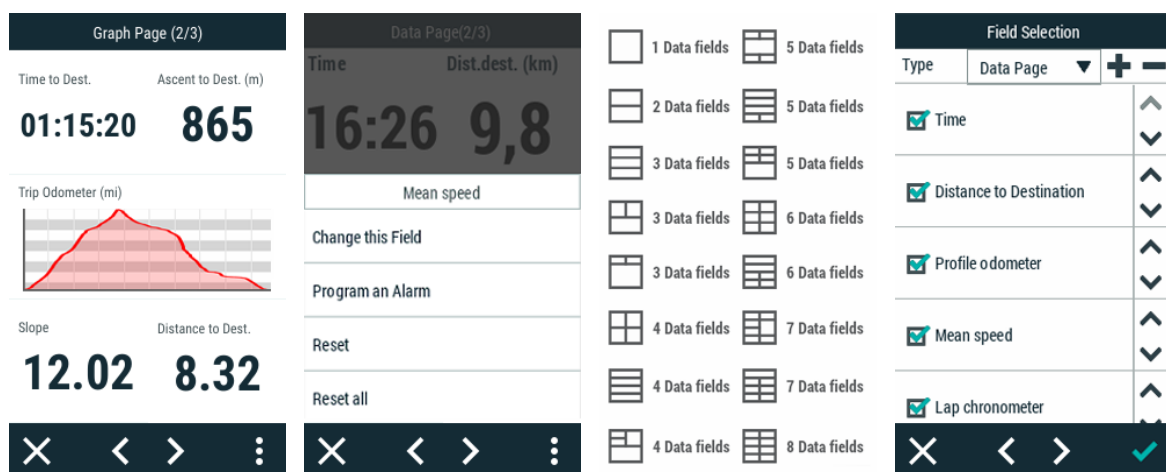 Graph Page (2/3)
Time to Dest. Ascent to Dest. (m)
01:15:20 865
Trip Odometer (mi)
Slope Distance to Dest.
12.02 8.32
Data Page(2/3)
Time Dist.dest. (km)
16:26 9,8
Mean speed
Change this Field
Program an Alarm
Reset
Reset all
1 Data fields 5 Data fields
2 Data fields 5 Data fields
3 Data fields 5 Data fields
3 Data fields 6 Data fields
3 Data fields 6 Data fields
4 Data fields 7 Data fields
4 Data fields 7 Data fields
4 Data fields 8 Data fields
Field Selection
Type Data Page
Time
Distance to Destination
Profile odometer
Mean speed
Lap chronometer